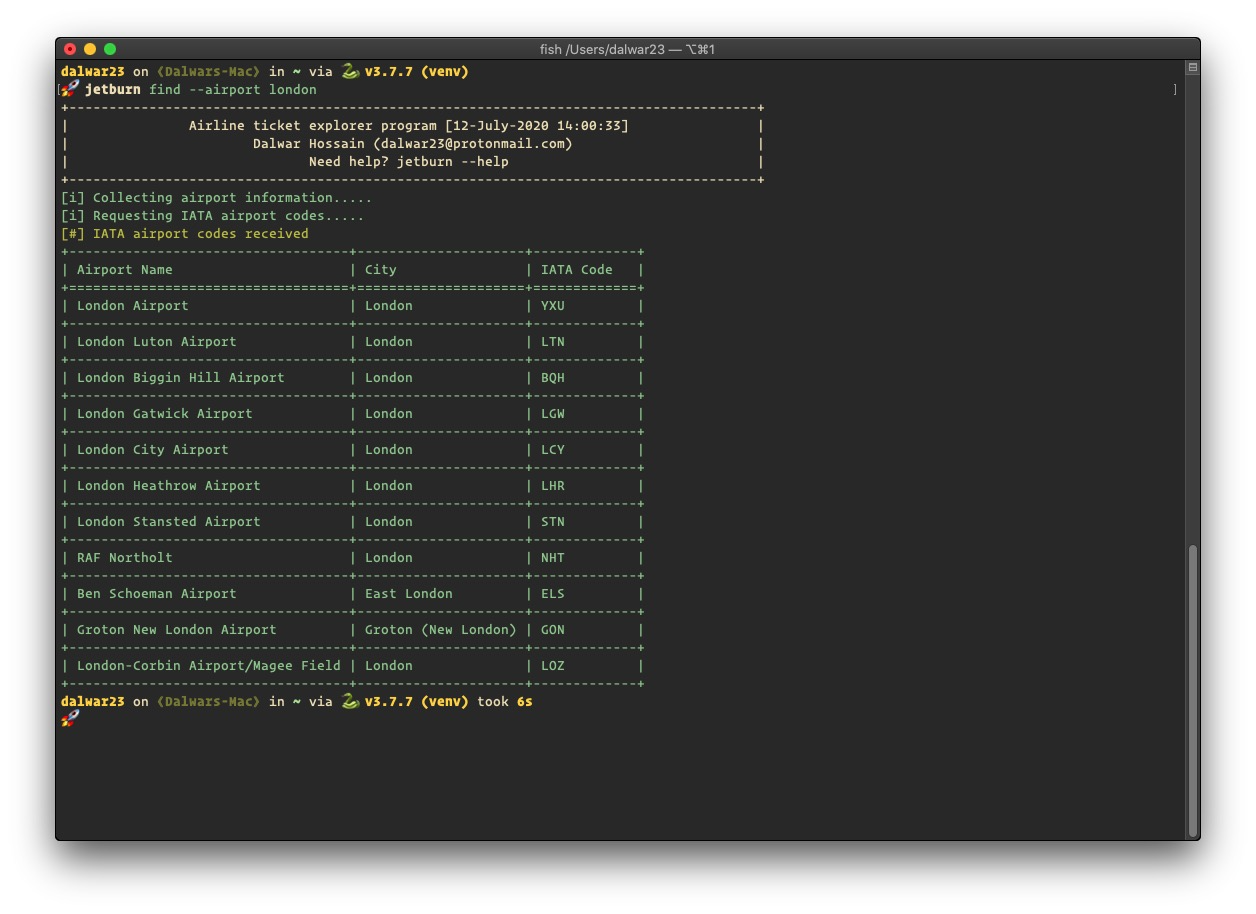 fish /Users/dalwar23 — ⌥⌘1
dalwar23 on (Dalwars-Mac) in ~ via 🐍 v3.7.7 (venv)
[🚀 jetburn find --airport london ]
+--------------------------------------------------------------------------------------+
| Airline ticket explorer program [12-July-2020 14:00:33] |
| Dalwar Hossain (dalwar23@protonmail.com) |
| Need help? jetburn --help |
+--------------------------------------------------------------------------------------+
[i] Collecting airport information.....
[i] Requesting IATA airport codes.....
[#] IATA airport codes received
+-----------------------------------+---------------------+-------------+
| Airport Name | City | IATA Code |
+===================================+=====================+=============+
| London Airport | London | YXU |
+-----------------------------------+---------------------+-------------+
| London Luton Airport | London | LTN |
+-----------------------------------+---------------------+-------------+
| London Biggin Hill Airport | London | BQH |
+-----------------------------------+---------------------+-------------+
| London Gatwick Airport | London | LGW |
+-----------------------------------+---------------------+-------------+
| London City Airport | London | LCY |
+-----------------------------------+---------------------+-------------+
| London Heathrow Airport | London | LHR |
+-----------------------------------+---------------------+-------------+
| London Stansted Airport | London | STN |
+-----------------------------------+---------------------+-------------+
| RAF Northolt | London | NHT |
+-----------------------------------+---------------------+-------------+
| Ben Schoeman Airport | East London | ELS |
+-----------------------------------+---------------------+-------------+
| Groton New London Airport | Groton (New London) | GON |
+-----------------------------------+---------------------+-------------+
| London-Corbin Airport/Magee Field | London | LOZ |
+-----------------------------------+---------------------+-------------+
dalwar23 on (Dalwars-Mac) in ~ via 🐍 v3.7.7 (venv) took 6s
🚀